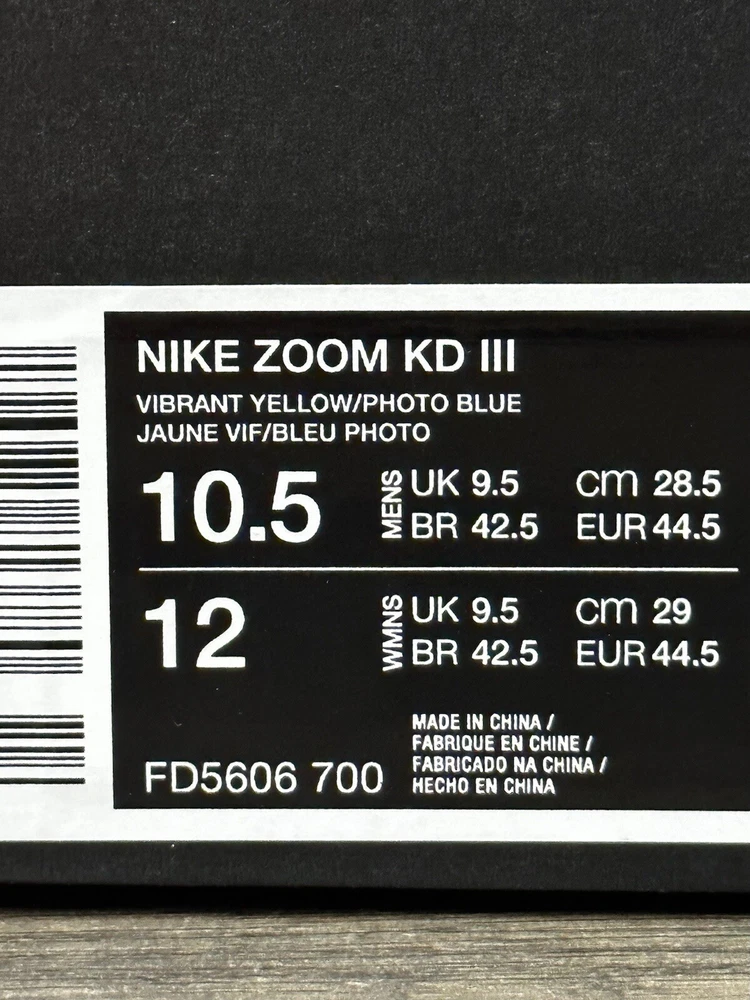 NIKE ZOOM KD III
VIBRANT YELLOW/PHOTO BLUE
JAUNE VIF/BLEU PHOTO
10.5 MENS UK 9.5 cm 28.5
BR 42.5 EUR 44.5
12 WMNS UK 9.5 cm 29
BR 42.5 EUR 44.5
FD5606 700
MADE IN CHINA /
FABRIQUE EN CHINE /
FABRICADO NA CHINA /
HECHO EN CHINA